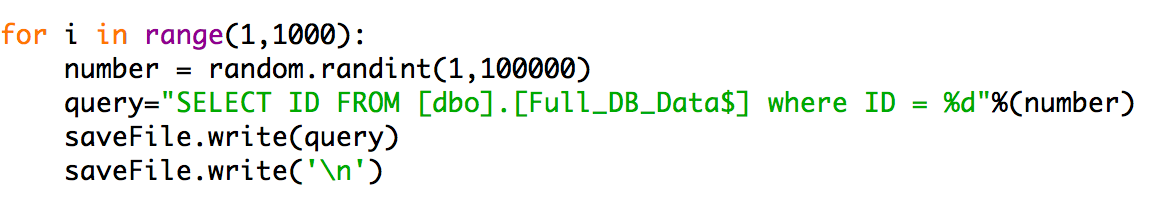 for i in range(1,1000):
    number = random.randint(1,100000)
    query="SELECT ID FROM [dbo].[Full_DB_Data$] where ID = %d"%(number)
    saveFile.write(query)
    saveFile.write('\n')